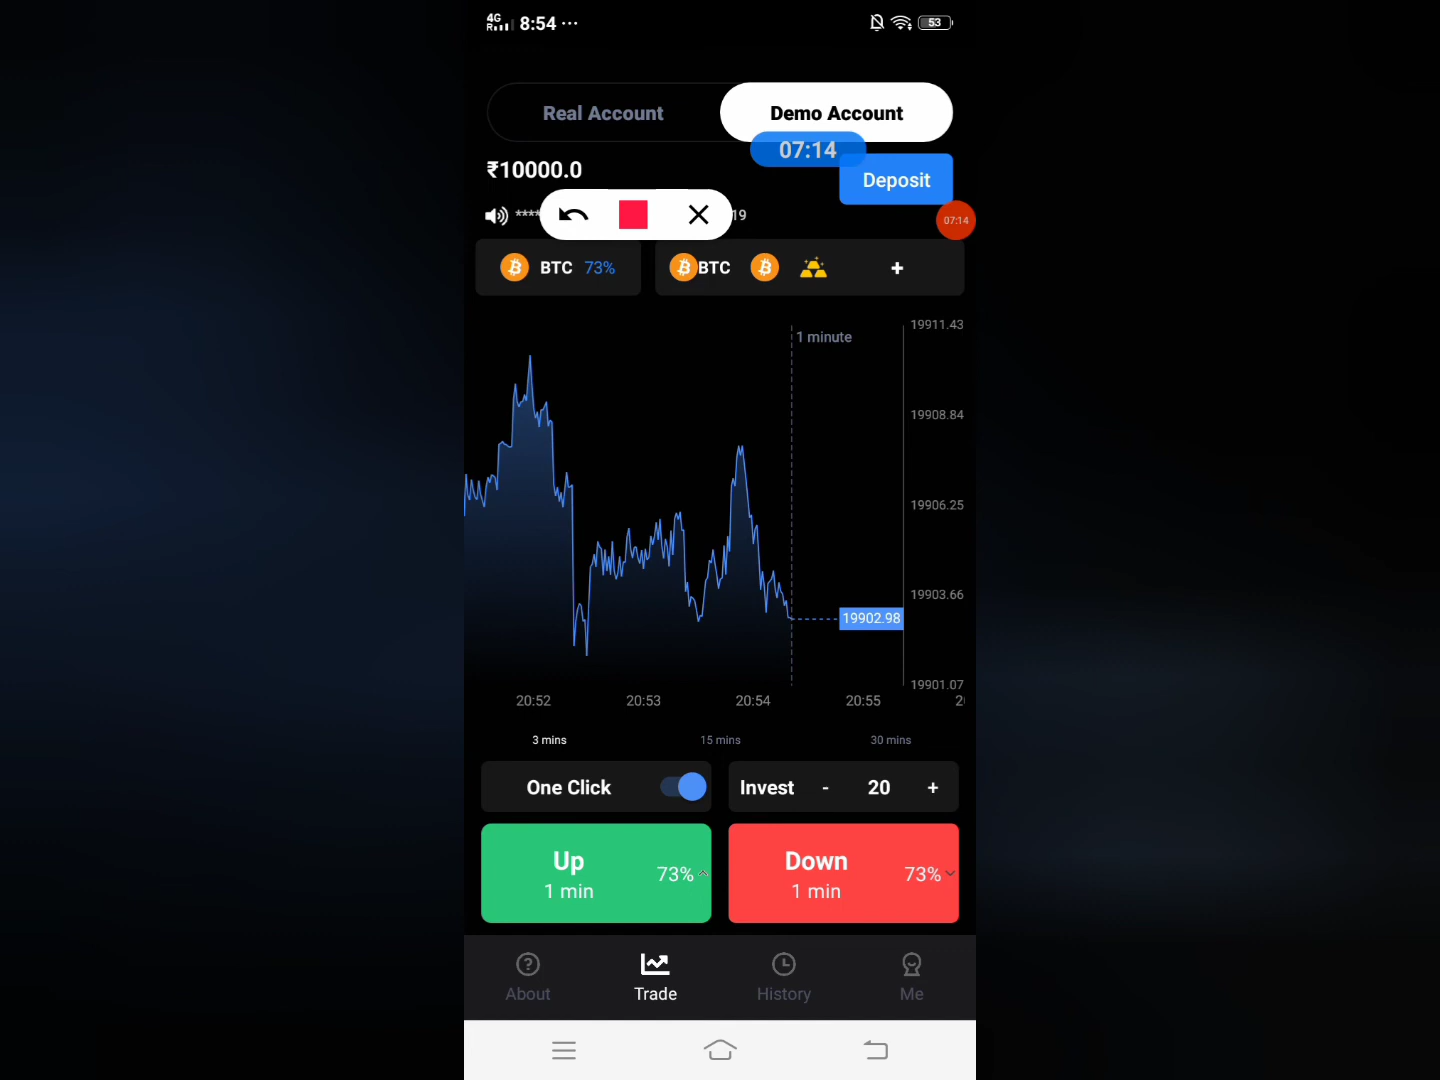 4G
R
8:54 ...
53
Real Account
Demo Account
07:14
₹10000.0
Deposit
****
19
07:14
BTC 73%
BTC
+
1 minute
19911.43
19908.84
19906.25
19903.66
19902.98
19901.07
20:52
20:53
20:54
20:55
2
3 mins
15 mins
30 mins
One Click
Invest - 20 +
Up
1 min
73%
Down
1 min
73%
About
Trade
History
Me